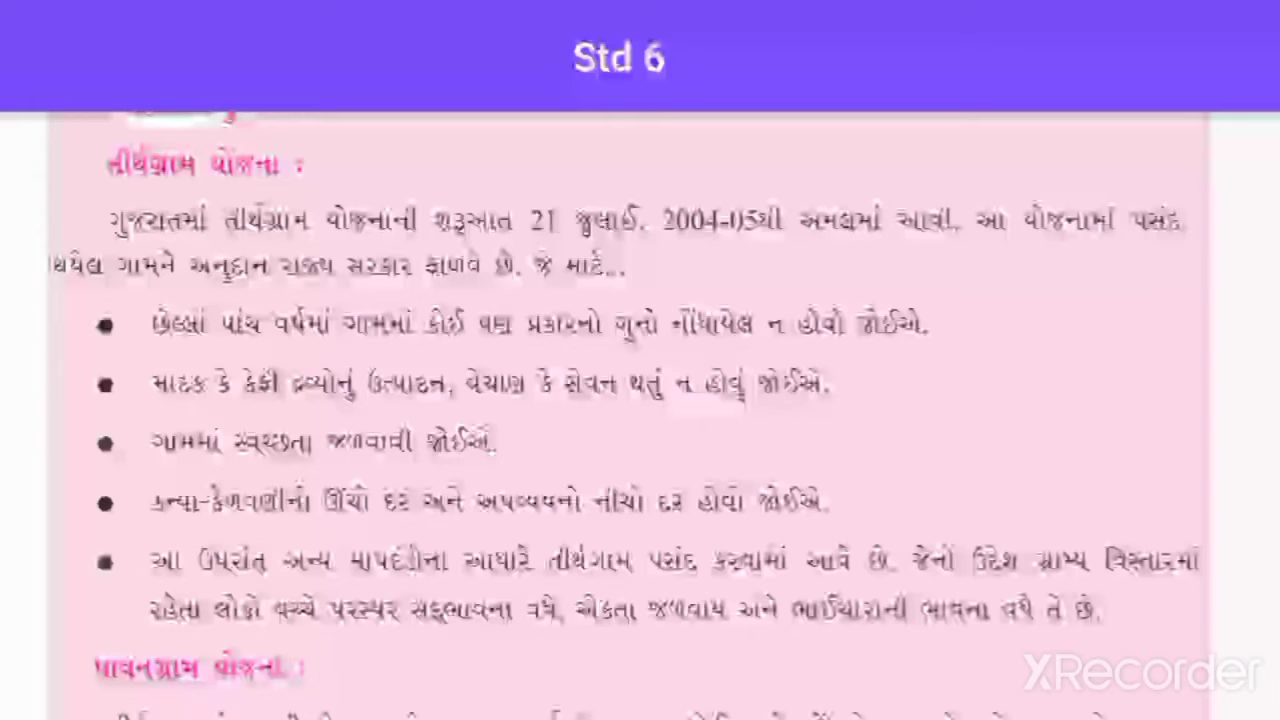 Std 6
તીર્થગ્રામ યોજના :
ગુજરાતમાં તીર્થગ્રામ યોજનાની શરૂઆત 21 જુલાઈ, 2004-05થી અમલમાં આવી. આ યોજનામાં પસંદ
થયેલ ગામને અનુદાન રાજ્ય સરકાર ફાળવે છે. જે માટે...
● છેલ્લાં પાંચ વર્ષમાં ગામમાં કોઈ પણ પ્રકારનો ગુનો નોંધાયેલ ન હોવો જોઈએ.
● માદક કે કેફી દ્રવ્યોનું ઉત્પાદન, વેચાણ કે સેવન થતું ન હોવું જોઈએ.
● ગામમાં સ્વચ્છતા જળવાવી જોઈએ.
● કન્યા-કેળવણીનો ઊંચો દર અને અપવ્યયનો નીચો દર હોવો જોઈએ.
● આ ઉપરાંત અન્ય માપદંડોના આધારે તીર્થગામ પસંદ કરવામાં આવે છે. જેનો ઉદેશ ગ્રામ્ય વિસ્તારમાં
રહેતા લોકો વચ્ચે પરસ્પર સદ્ભાવના વધે, એકતા જળવાય અને ભાઈચારાની ભાવના વધે તે છે.
પાવનગ્રામ યોજના :
XRecorder